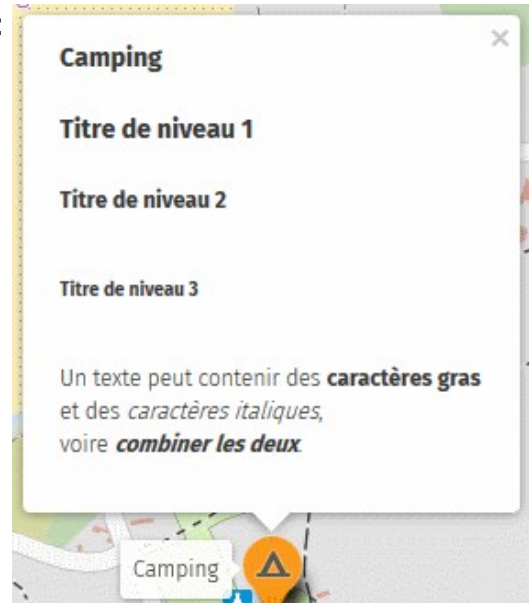 Camping
Titre de niveau 1
Titre de niveau 2
Titre de niveau 3
Un texte peut contenir des caractères gras
et des caractères italiques,
voire combiner les deux.
Camping